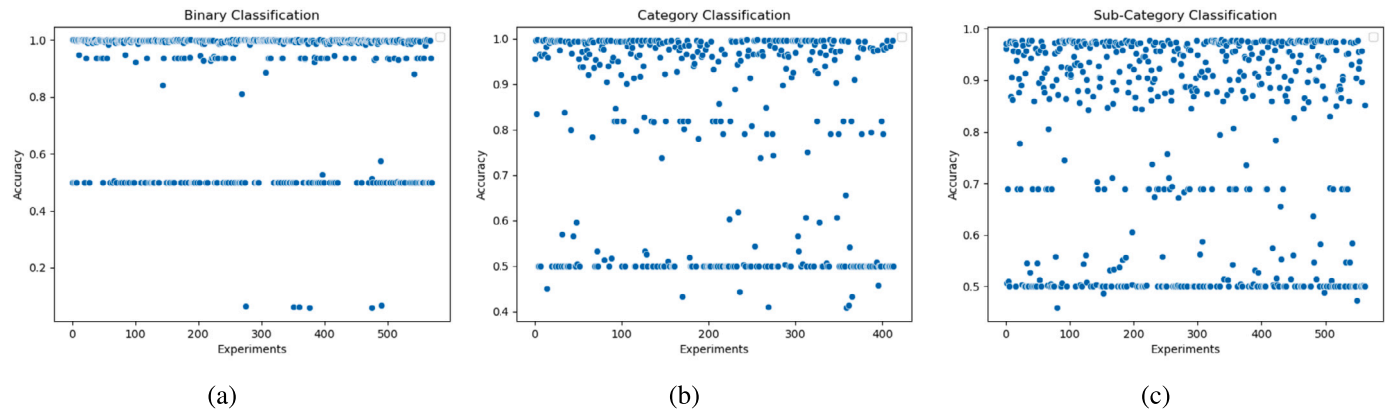 Binary Classification
1.0
0.8
0.6
0.4
0.2
Accuracy
0
100
200
300
400
500
Experiments
(a)
Category Classification
1.0
0.9
0.8
0.7
0.6
0.5
0.4
Accuracy
0
100
200
300
400
Experiments
(b)
Sub-Category Classification
1.0
0.9
0.8
0.7
0.6
0.5
Accuracy
0
100
200
300
400
500
Experiments
(c)